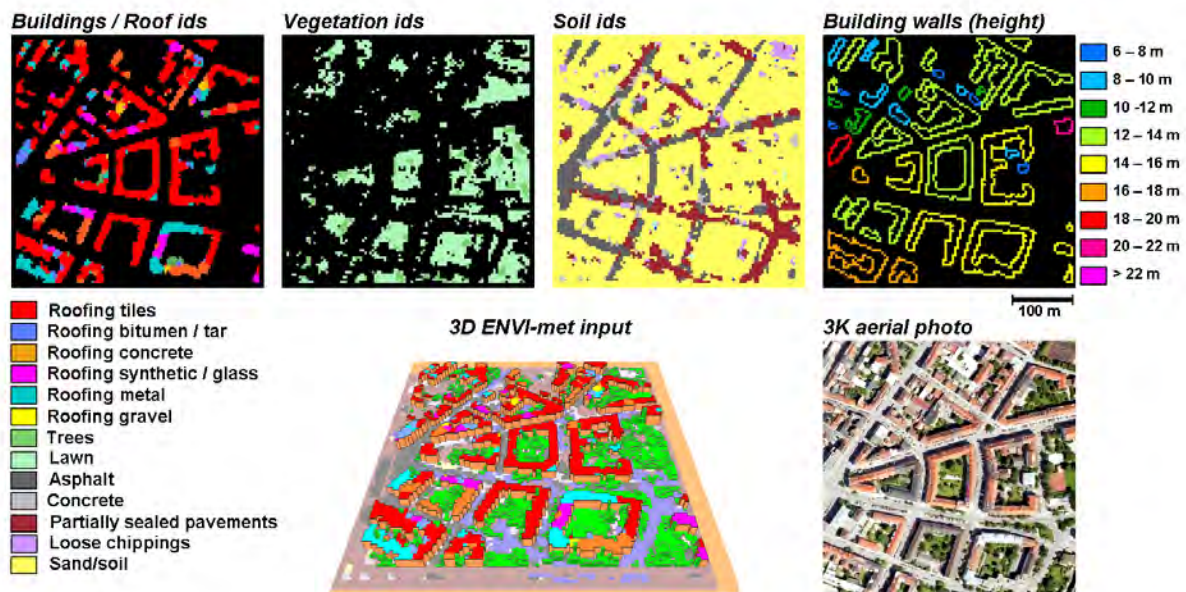 Buildings / Roof ids
Vegetation ids
Soil ids
Building walls (height)
6 – 8 m
8 – 10 m
10 -12 m
12 – 14 m
14 – 16 m
16 – 18 m
18 – 20 m
20 – 22 m
> 22 m
100 m
Roofing tiles
Roofing bitumen / tar
Roofing concrete
Roofing synthetic / glass
Roofing metal
Roofing gravel
Trees
Lawn
Asphalt
Concrete
Partially sealed pavements
Loose chippings
Sand/soil
3D ENVI-met input
3K aerial photo